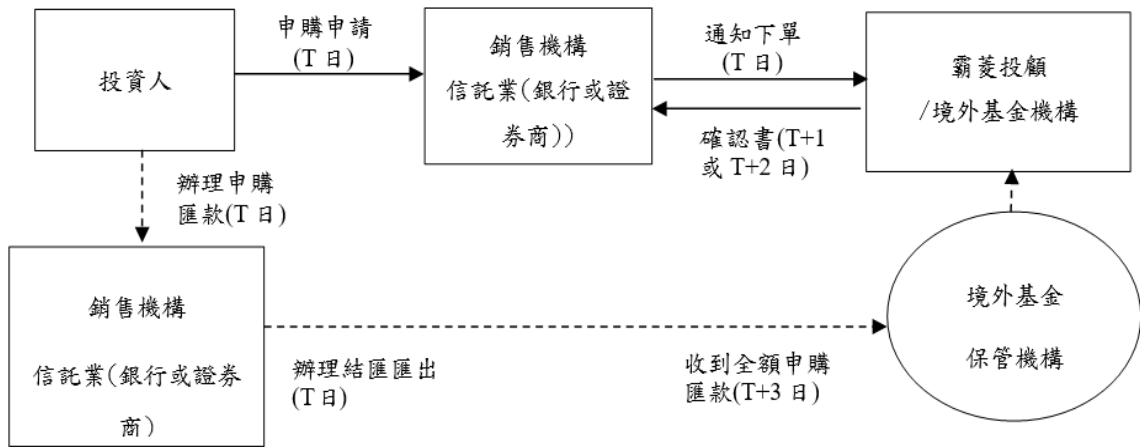 投資人
申購申請
(T 日)
銷售機構
信託業(銀行或證
券商))
通知下單
(T 日)
確認書(T+1
或 T+2 日)
霸菱投顧
/境外基金機構
辦理申購
匯款(T 日)
銷售機構
信託業(銀行或證券
商)
辦理結匯匯出
(T日)
收到全額申購
匯款(T+3 日)
境外基金
保管機構